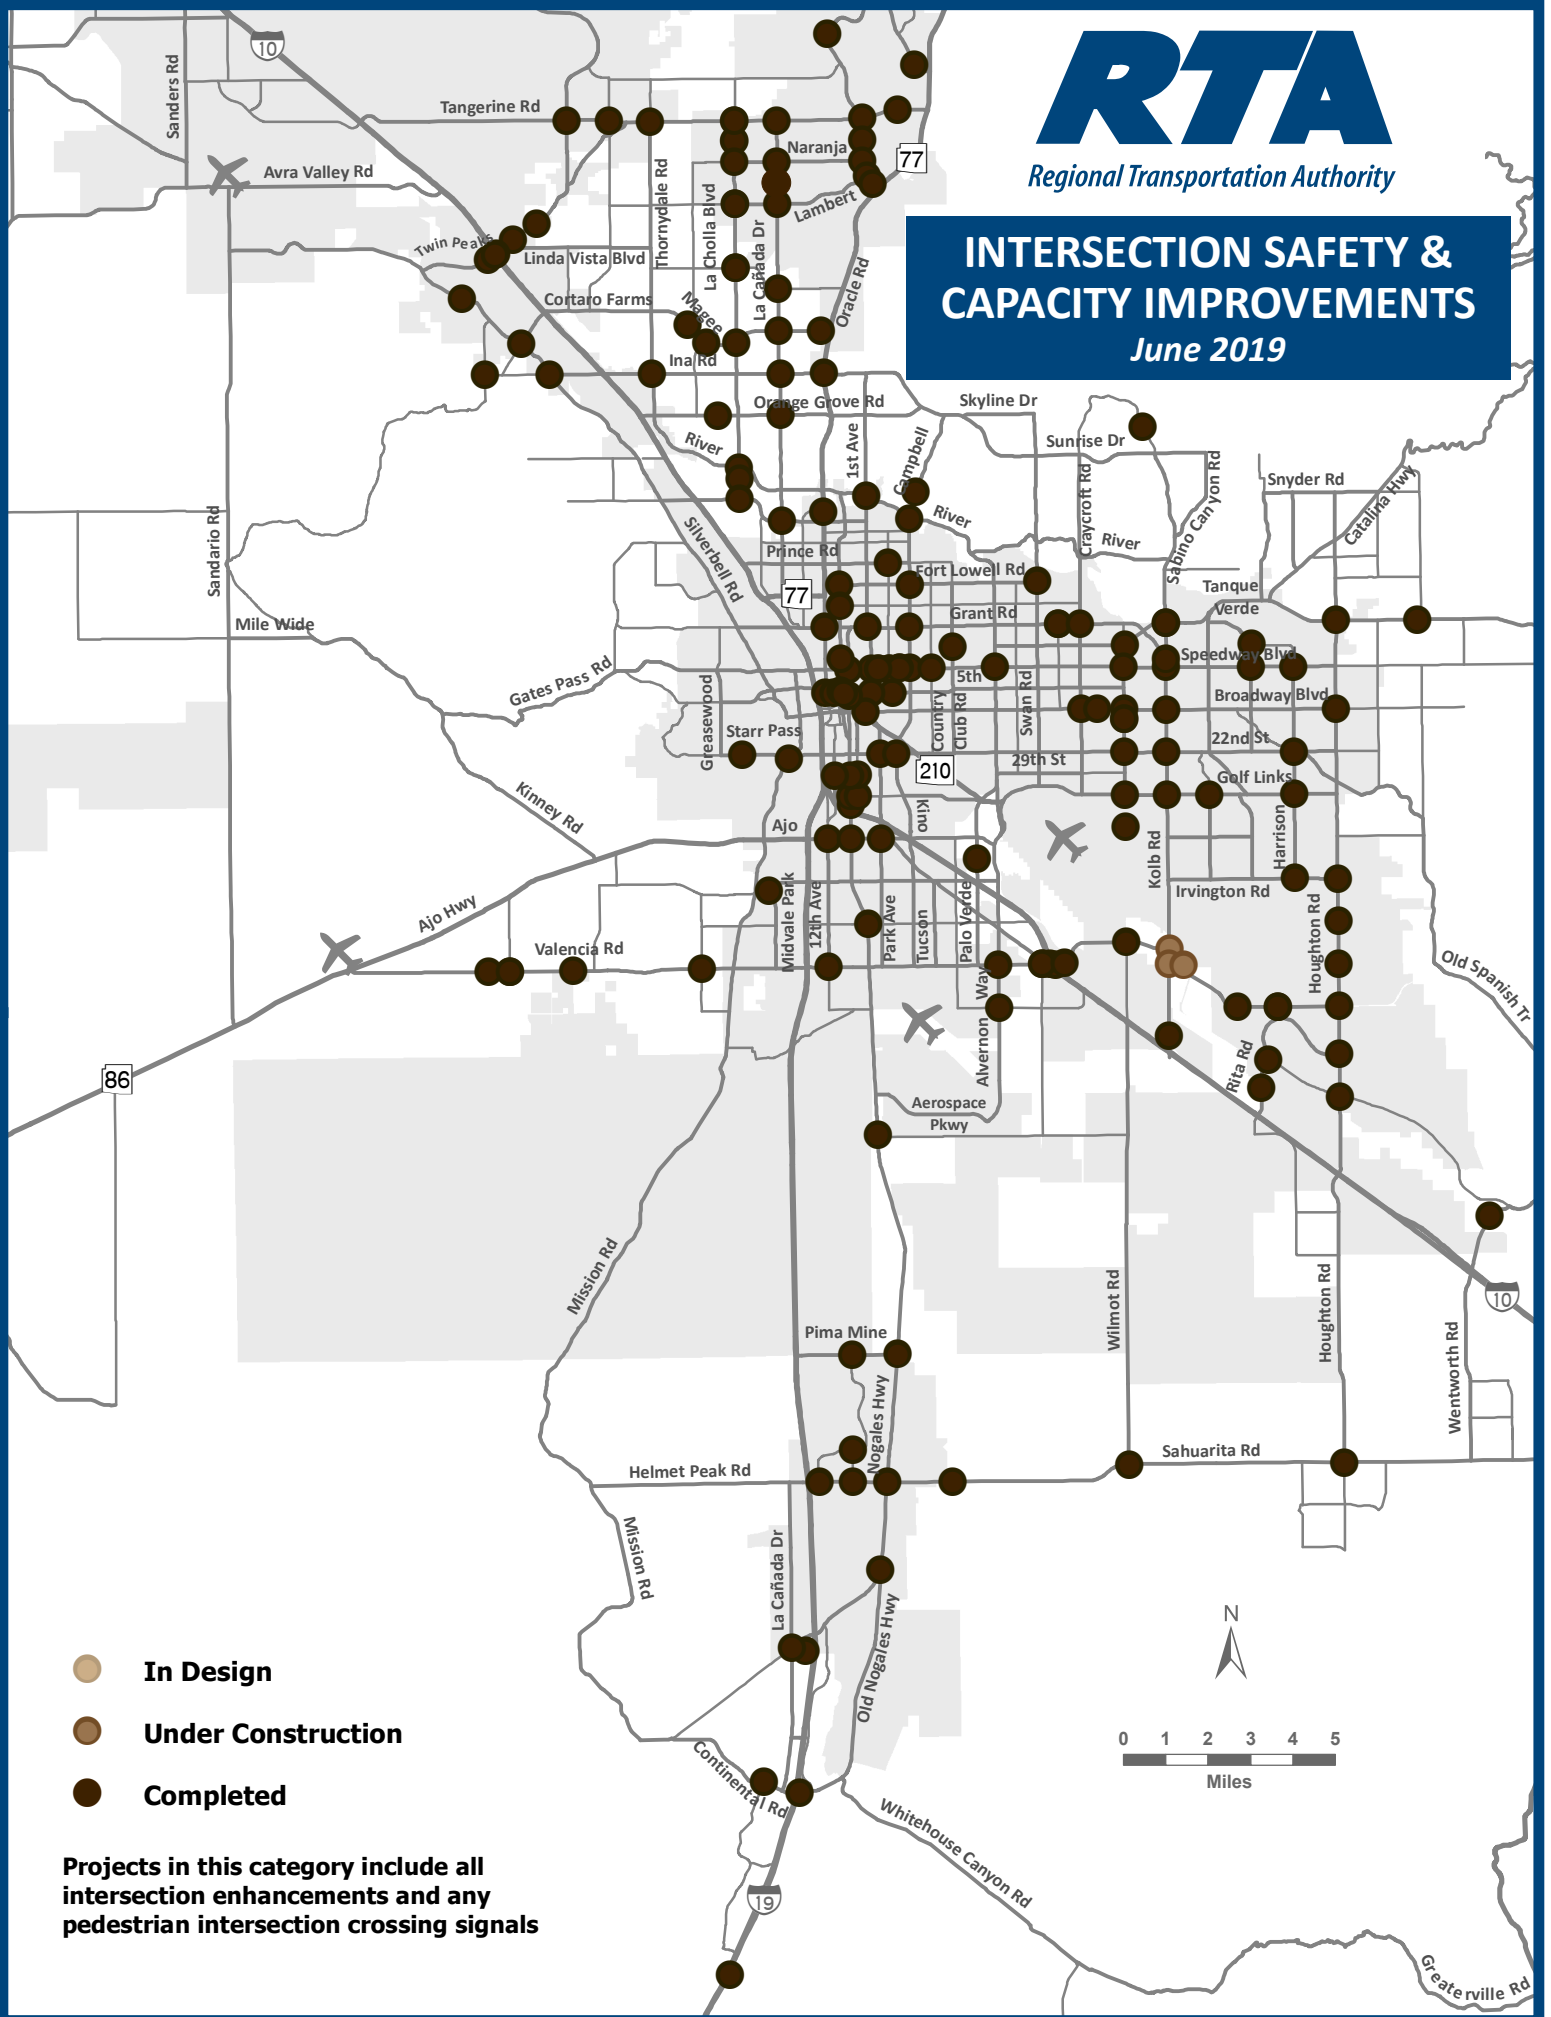 RTA
Regional Transportation Authority
INTERSECTION SAFETY &
CAPACITY IMPROVEMENTS
June 2019
10
Sanders Rd
Tangerine Rd
Naranja
77
Avra Valley Rd
Thornydale Rd
La Cholla Blvd
La Cañada Dr
Lambert
Twin Peaks
Linda Vista Blvd
Oracle Rd
Cortaro Farms
Magee
Ina Rd
Orange Grove Rd
Skyline Dr
River
1st Ave
Campbell
Sunrise Dr
Craycroft Rd
Sabino Canyon Rd
Snyder Rd
Catalina Hwy
Sandario Rd
Silverbell Rd
River
River
Prince Rd
Fort Lowell Rd
77
Tanque
Verde
Grant Rd
Mile Wide
Speedway Blvd
Gates Pass Rd
5th
Greasewood
Country
Club Rd
Swan Rd
Broadway Blvd
Starr Pass
22nd St
29th St
210
Golf Links
Kinney Rd
Kino
Ajo
Kolb Rd
Harrison
Irvington Rd
Ajo Hwy
Midvale Park
12th Ave
Park Ave
Tucson
Palo Verde
Houghton Rd
Valencia Rd
Old Spanish Tr
Alvernon Way
Rita Rd
86
Aerospace
Pkwy
Mission Rd
Wilmot Rd
Houghton Rd
10
Pima Mine
Wentworth Rd
Nogales Hwy
Sahuarita Rd
Helmet Peak Rd
Mission Rd
La Cañada Dr
Old Nogales Hwy
N
In Design
Under Construction
Completed
0 1 2 3 4 5
Miles
Continental Rd
Whitehouse Canyon Rd
Projects in this category include all
intersection enhancements and any
pedestrian intersection crossing signals
19
Greaterville Rd